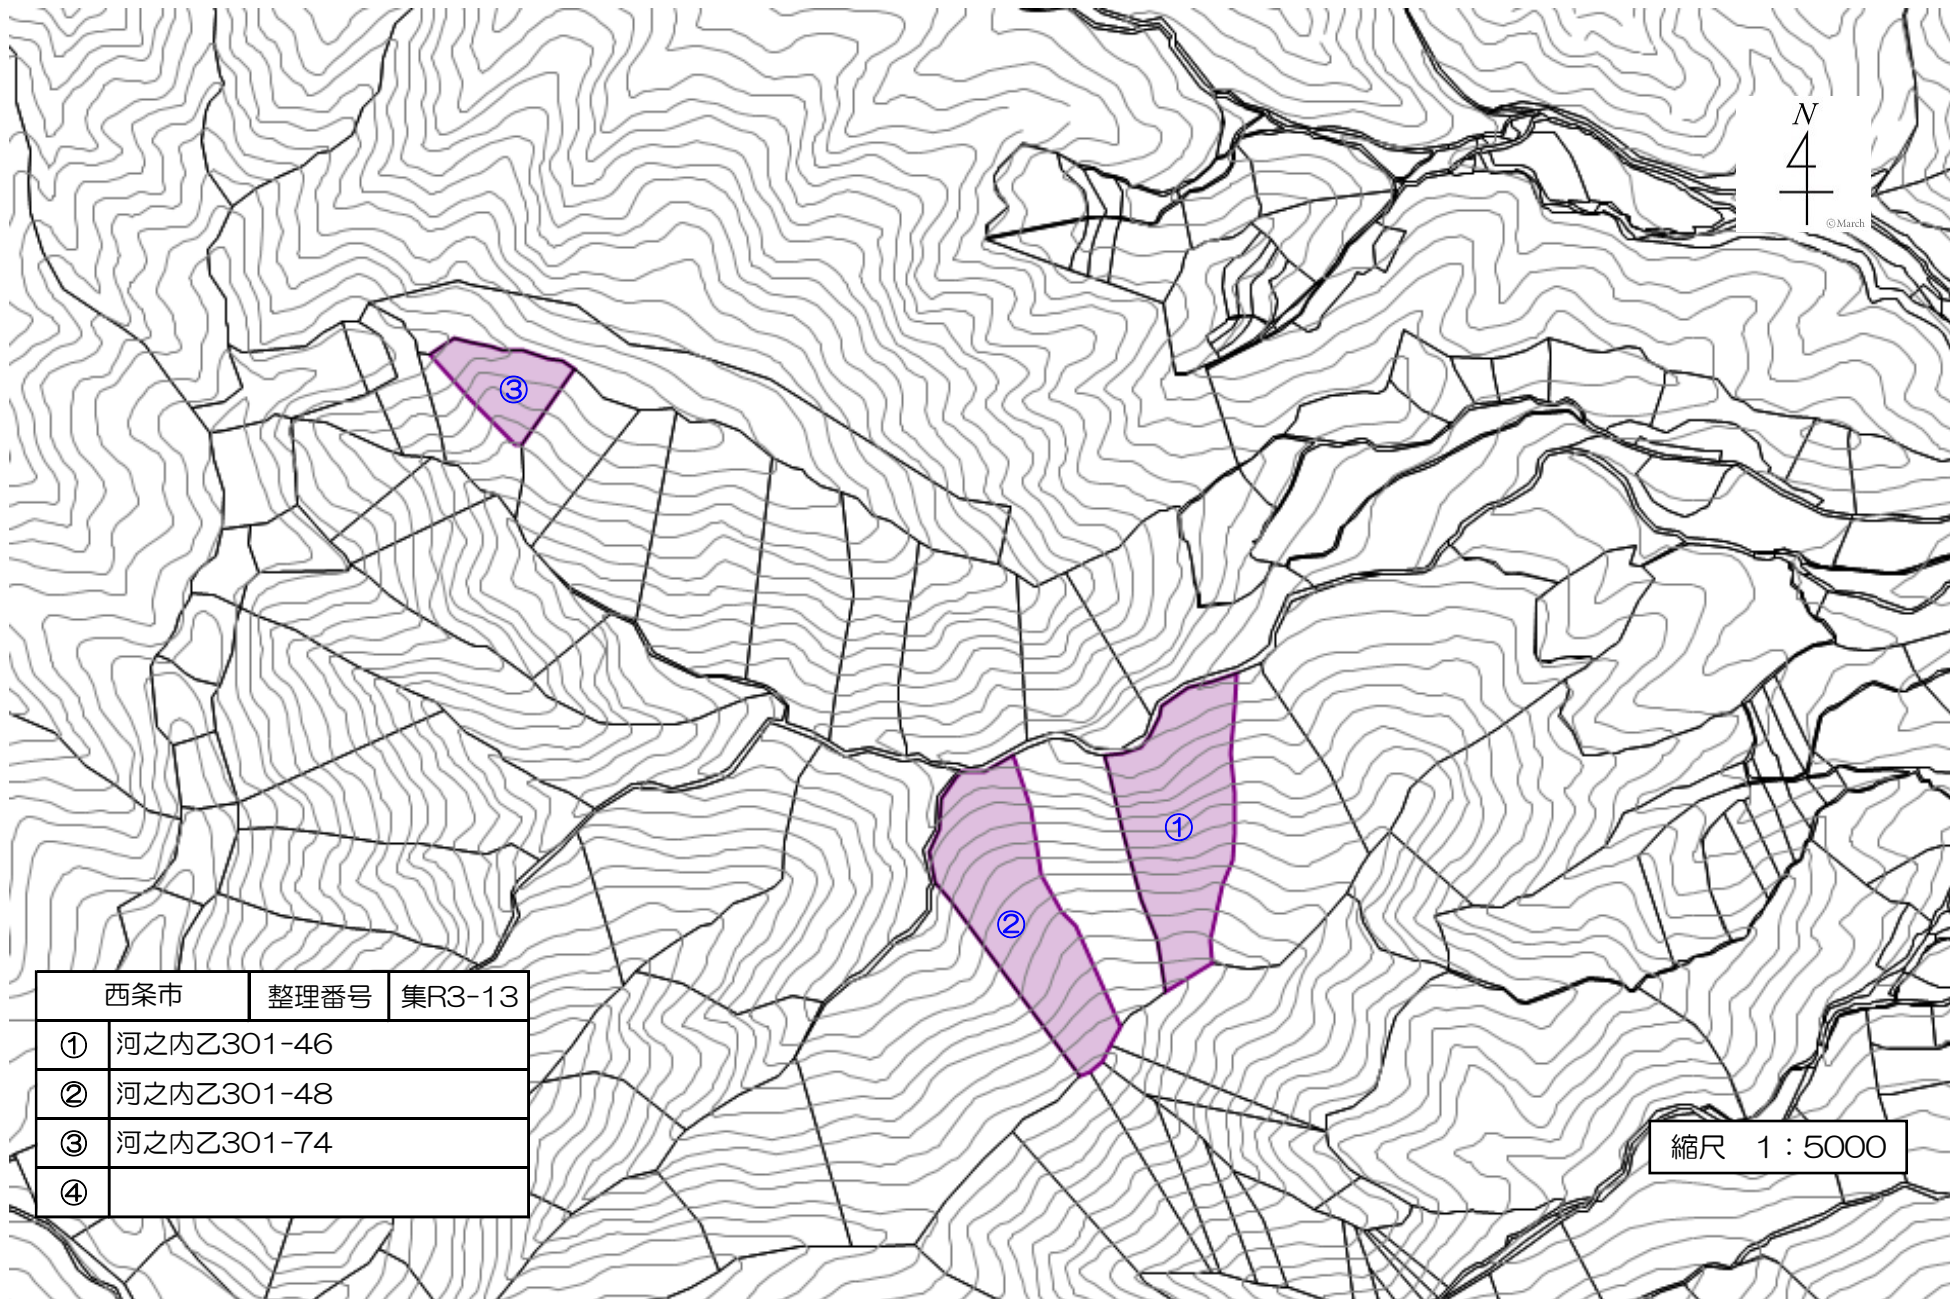 N
©March
③
①
②
西条市 整理番号 集R3-13
① 河之内乙301-46
② 河之内乙301-48
③ 河之内乙301-74
④
縮尺 1：5000